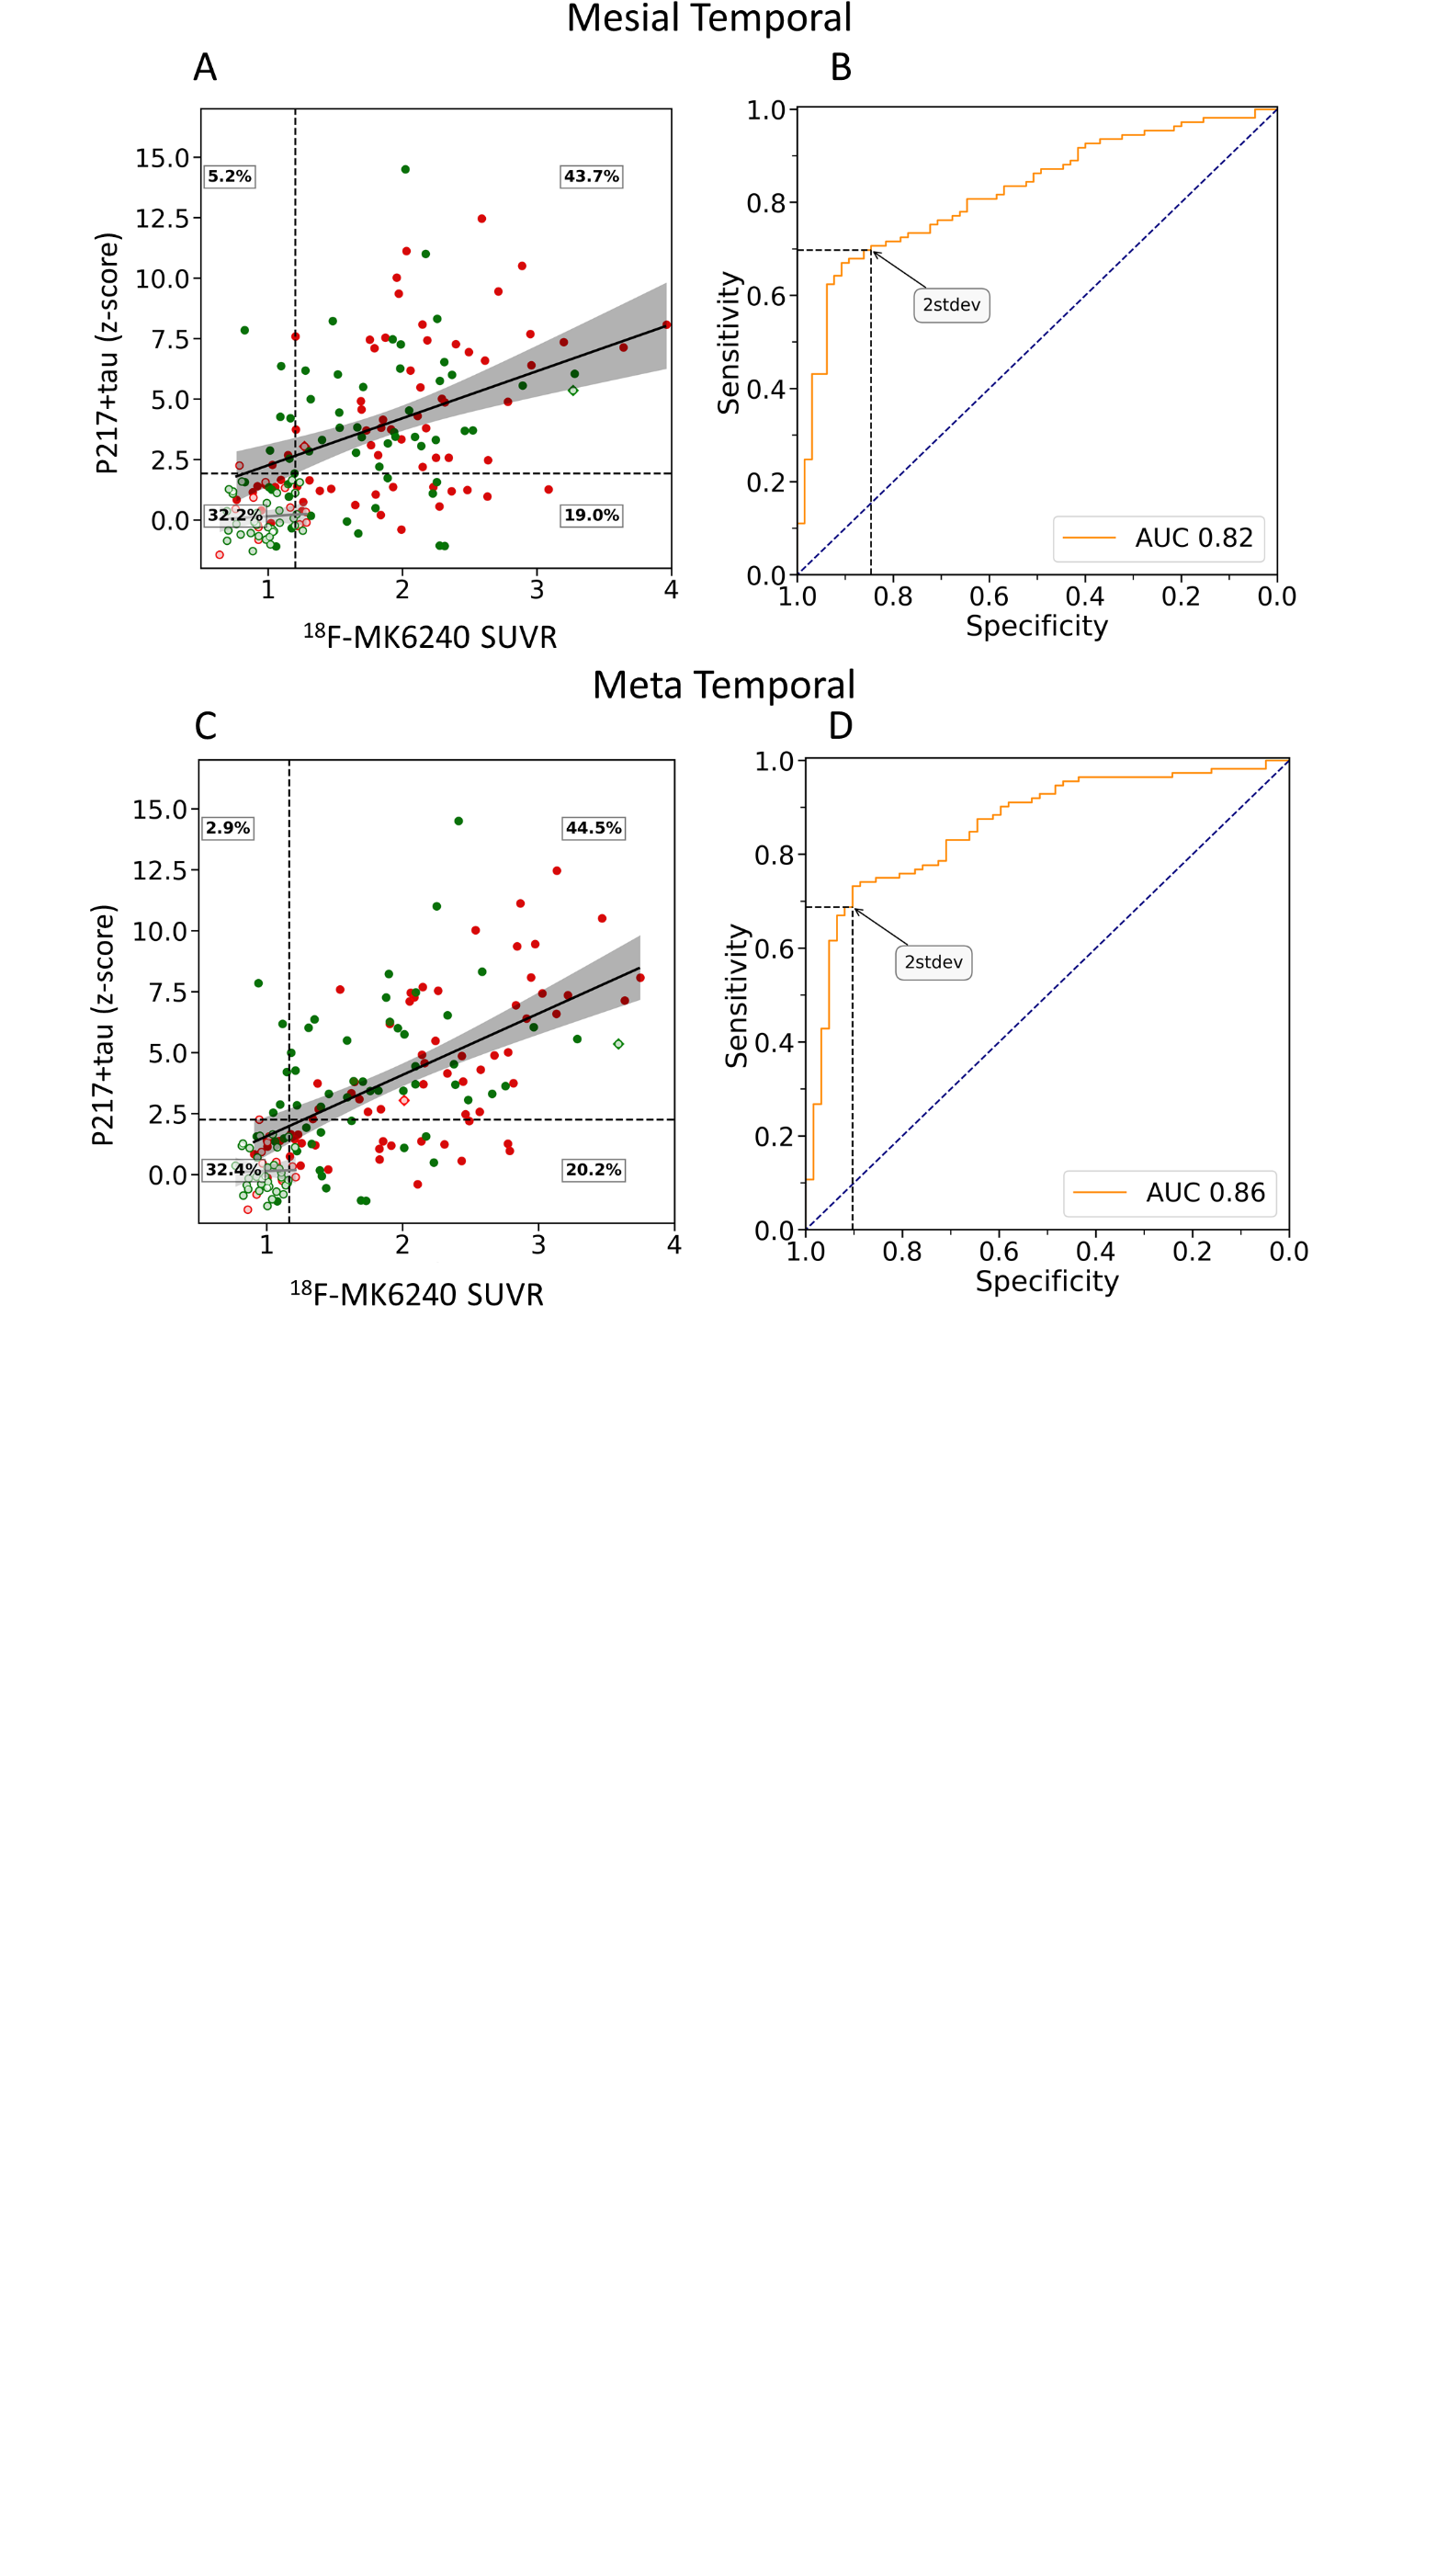 Mesial Temporal
A
B
15.0
12.5
10.0
7.5
5.0
2.5
0.0
P217+tau (z-score)
5.2%
43.7%
32.2%
19.0%
1 2 3 4
18F-MK6240 SUVR
1.0
0.8
0.6
0.4
0.2
0.0
Sensitivity
2stdev
AUC 0.82
1.0 0.8 0.6 0.4 0.2 0.0
Specificity
Meta Temporal
C
D
15.0
12.5
10.0
7.5
5.0
2.5
0.0
P217+tau (z-score)
2.9%
44.5%
32.4%
20.2%
1 2 3 4
18F-MK6240 SUVR
1.0
0.8
0.6
0.4
0.2
0.0
Sensitivity
2stdev
AUC 0.86
1.0 0.8 0.6 0.4 0.2 0.0
Specificity